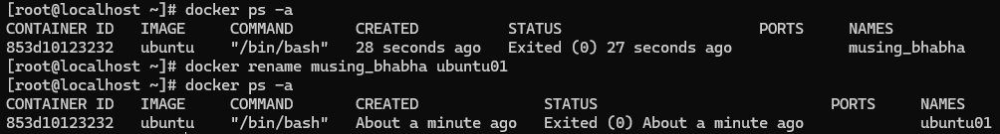 [root@localhost ~]# docker ps -a
CONTAINER ID   IMAGE     COMMAND       CREATED          STATUS                      PORTS     NAMES
853d10123232   ubuntu    "/bin/bash"   28 seconds ago   Exited (0) 27 seconds ago             musing_bhabha
[root@localhost ~]# docker rename musing_bhabha ubuntu01
[root@localhost ~]# docker ps -a
CONTAINER ID   IMAGE     COMMAND       CREATED              STATUS                          PORTS     NAMES
853d10123232   ubuntu    "/bin/bash"   About a minute ago   Exited (0) About a minute ago             ubuntu01